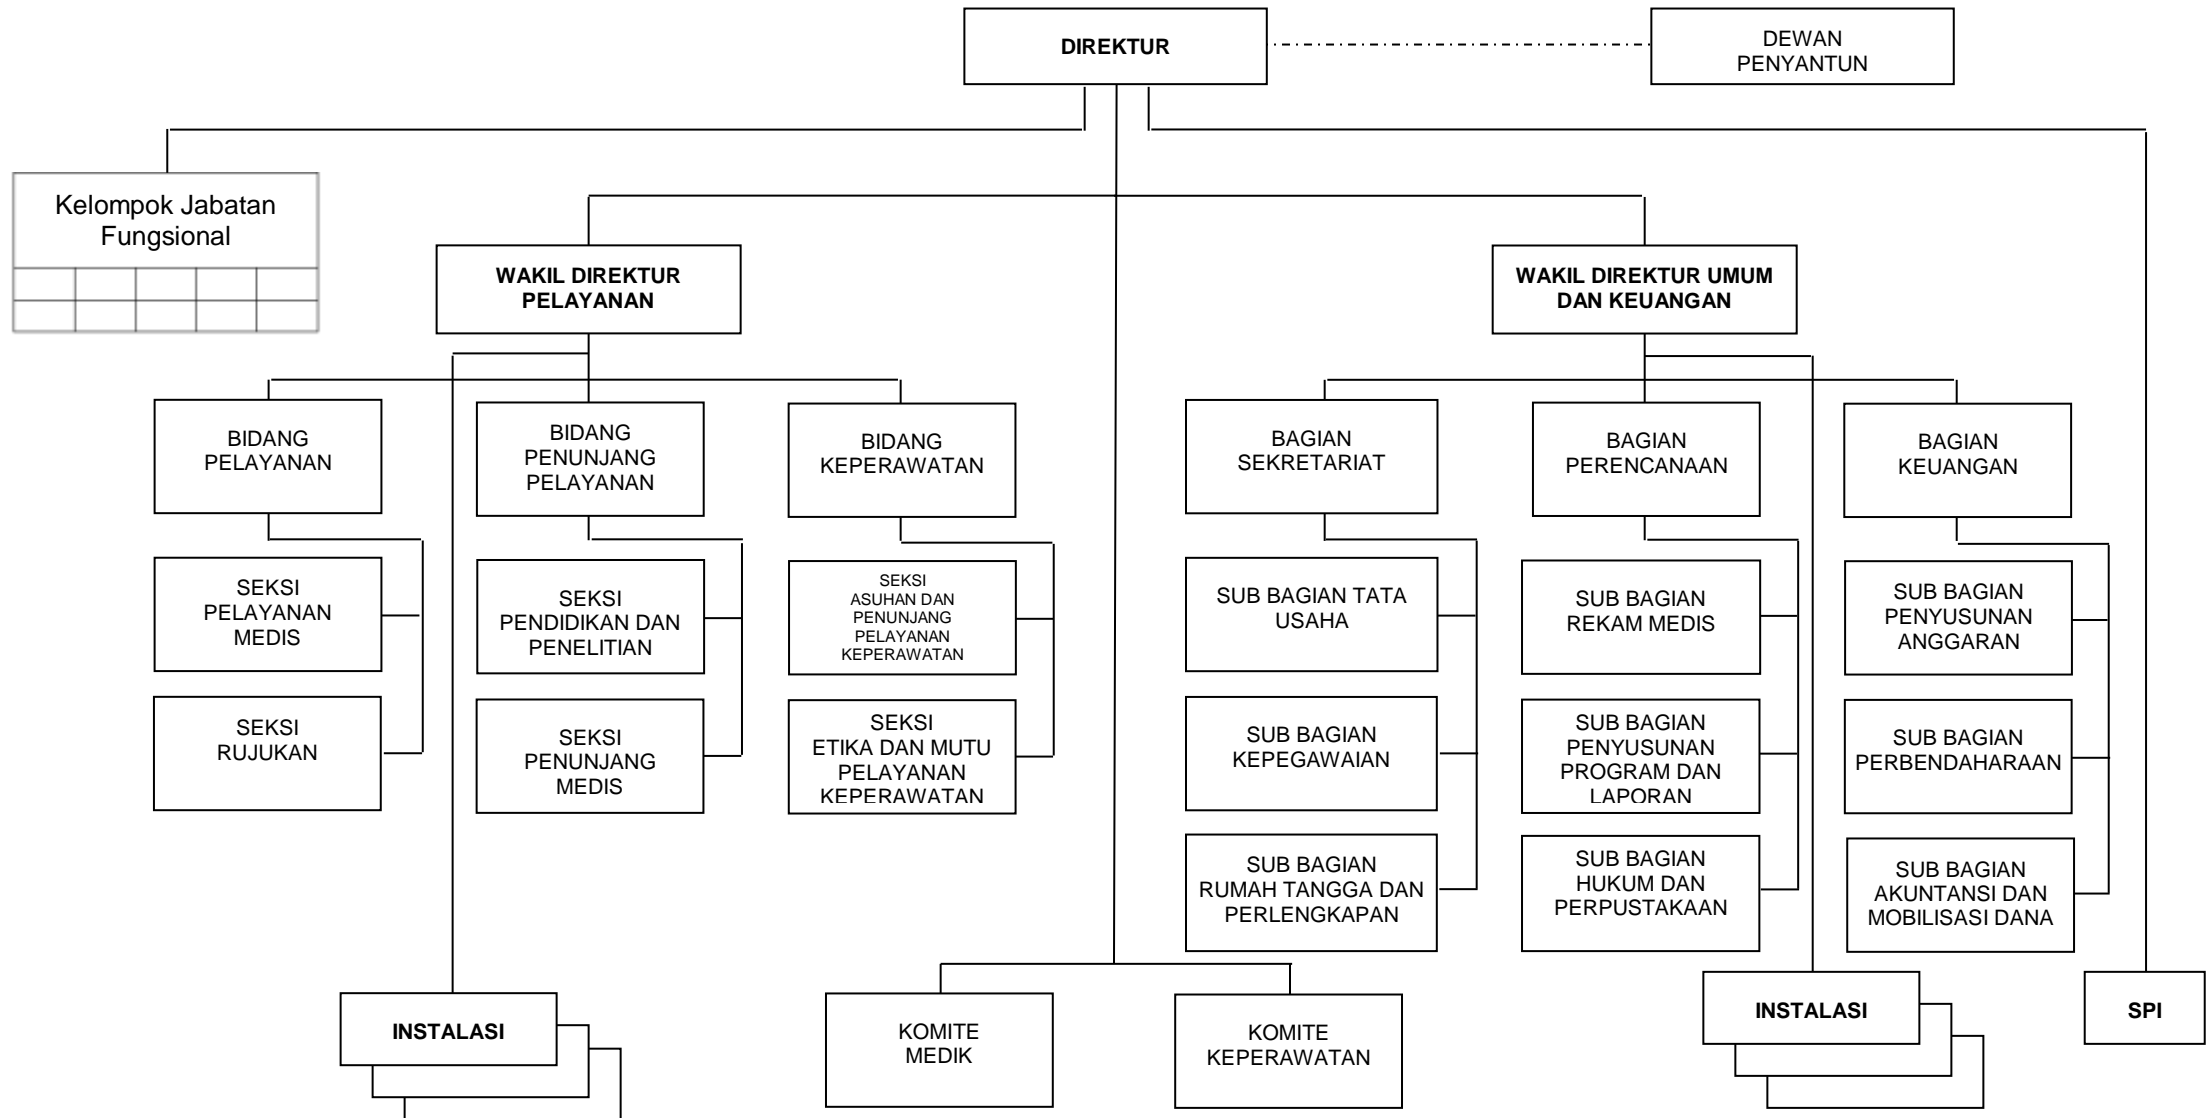 DIREKTUR
DEWAN
PENYANTUN
Kelompok Jabatan
Fungsional
WAKIL DIREKTUR
PELAYANAN
WAKIL DIREKTUR UMUM
DAN KEUANGAN
BIDANG
PELAYANAN
BIDANG
PENUNJANG
PELAYANAN
BIDANG
KEPERAWATAN
BAGIAN
SEKRETARIAT
BAGIAN
PERENCANAAN
BAGIAN
KEUANGAN
SEKSI
PELAYANAN
MEDIS
SEKSI
PENDIDIKAN DAN
PENELITIAN
SEKSI
ASUHAN DAN
PENUNJANG
PELAYANAN
KEPERAWATAN
SUB BAGIAN TATA
USAHA
SUB BAGIAN
REKAM MEDIS
SUB BAGIAN
PENYUSUNAN
ANGGARAN
SEKSI
RUJUKAN
SEKSI
PENUNJANG
MEDIS
SEKSI
ETIKA DAN MUTU
PELAYANAN
KEPERAWATAN
SUB BAGIAN
KEPEGAWAIAN
SUB BAGIAN
PENYUSUNAN
PROGRAM DAN
LAPORAN
SUB BAGIAN
PERBENDAHARAAN
SUB BAGIAN
RUMAH TANGGA DAN
PERLENGKAPAN
SUB BAGIAN
HUKUM DAN
PERPUSTAKAAN
SUB BAGIAN
AKUNTANSI DAN
MOBILISASI DANA
INSTALASI
KOMITE
MEDIK
KOMITE
KEPERAWATAN
INSTALASI
SPI